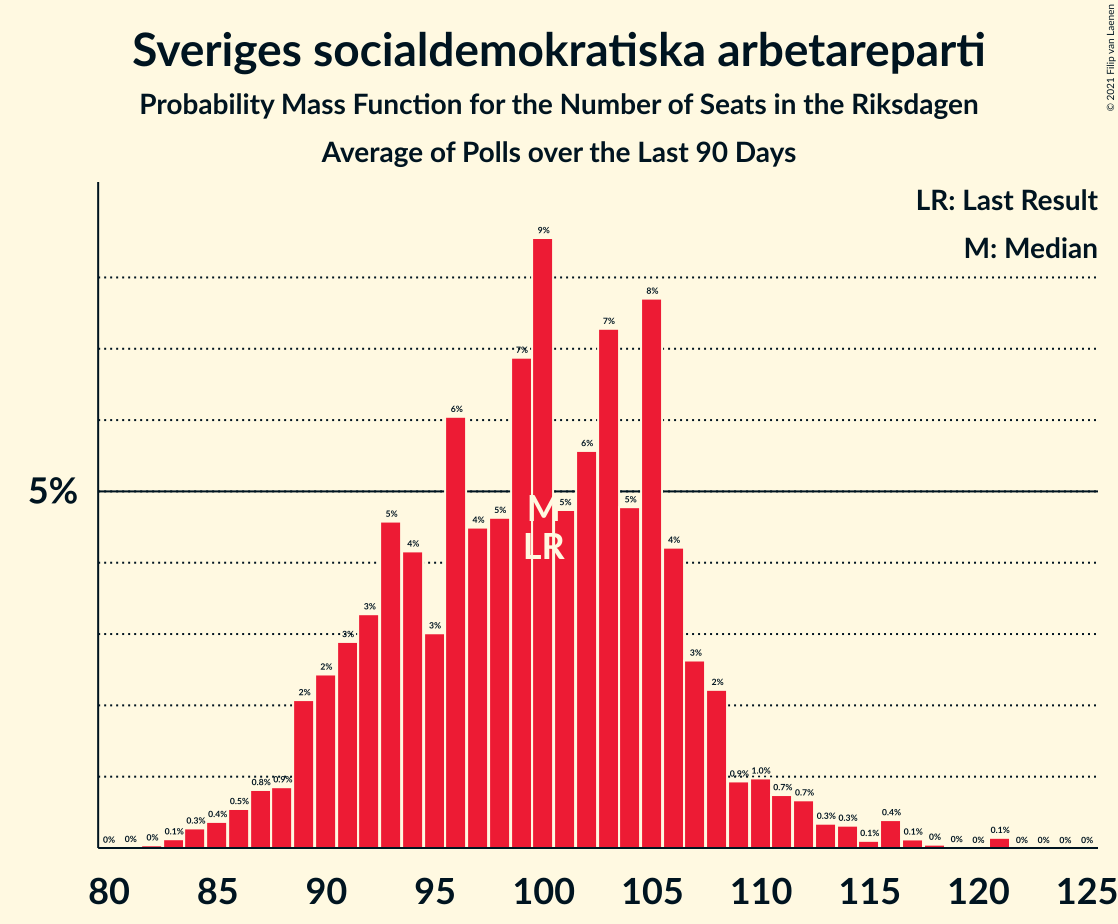 Sveriges socialdemokratiska arbetareparti
Probability Mass Function for the Number of Seats in the Riksdagen
Average of Polls over the Last 90 Days
© 2021 Filip van Laenen
LR: Last Result
M: Median
5%
0% 0% 0% 0.1% 0.3% 0.4% 0.5% 0.8% 0.9% 2% 2% 3% 3% 5% 4% 3% 6% 4% 5% 7% 9% 5% 6% 7% 5% 8% 4% 3% 2% 0.9% 1.0% 0.7% 0.7% 0.3% 0.3% 0.1% 0.4% 0.1% 0% 0% 0% 0.1% 0% 0% 0% 0%
M
LR
80 85 90 95 100 105 110 115 120 125